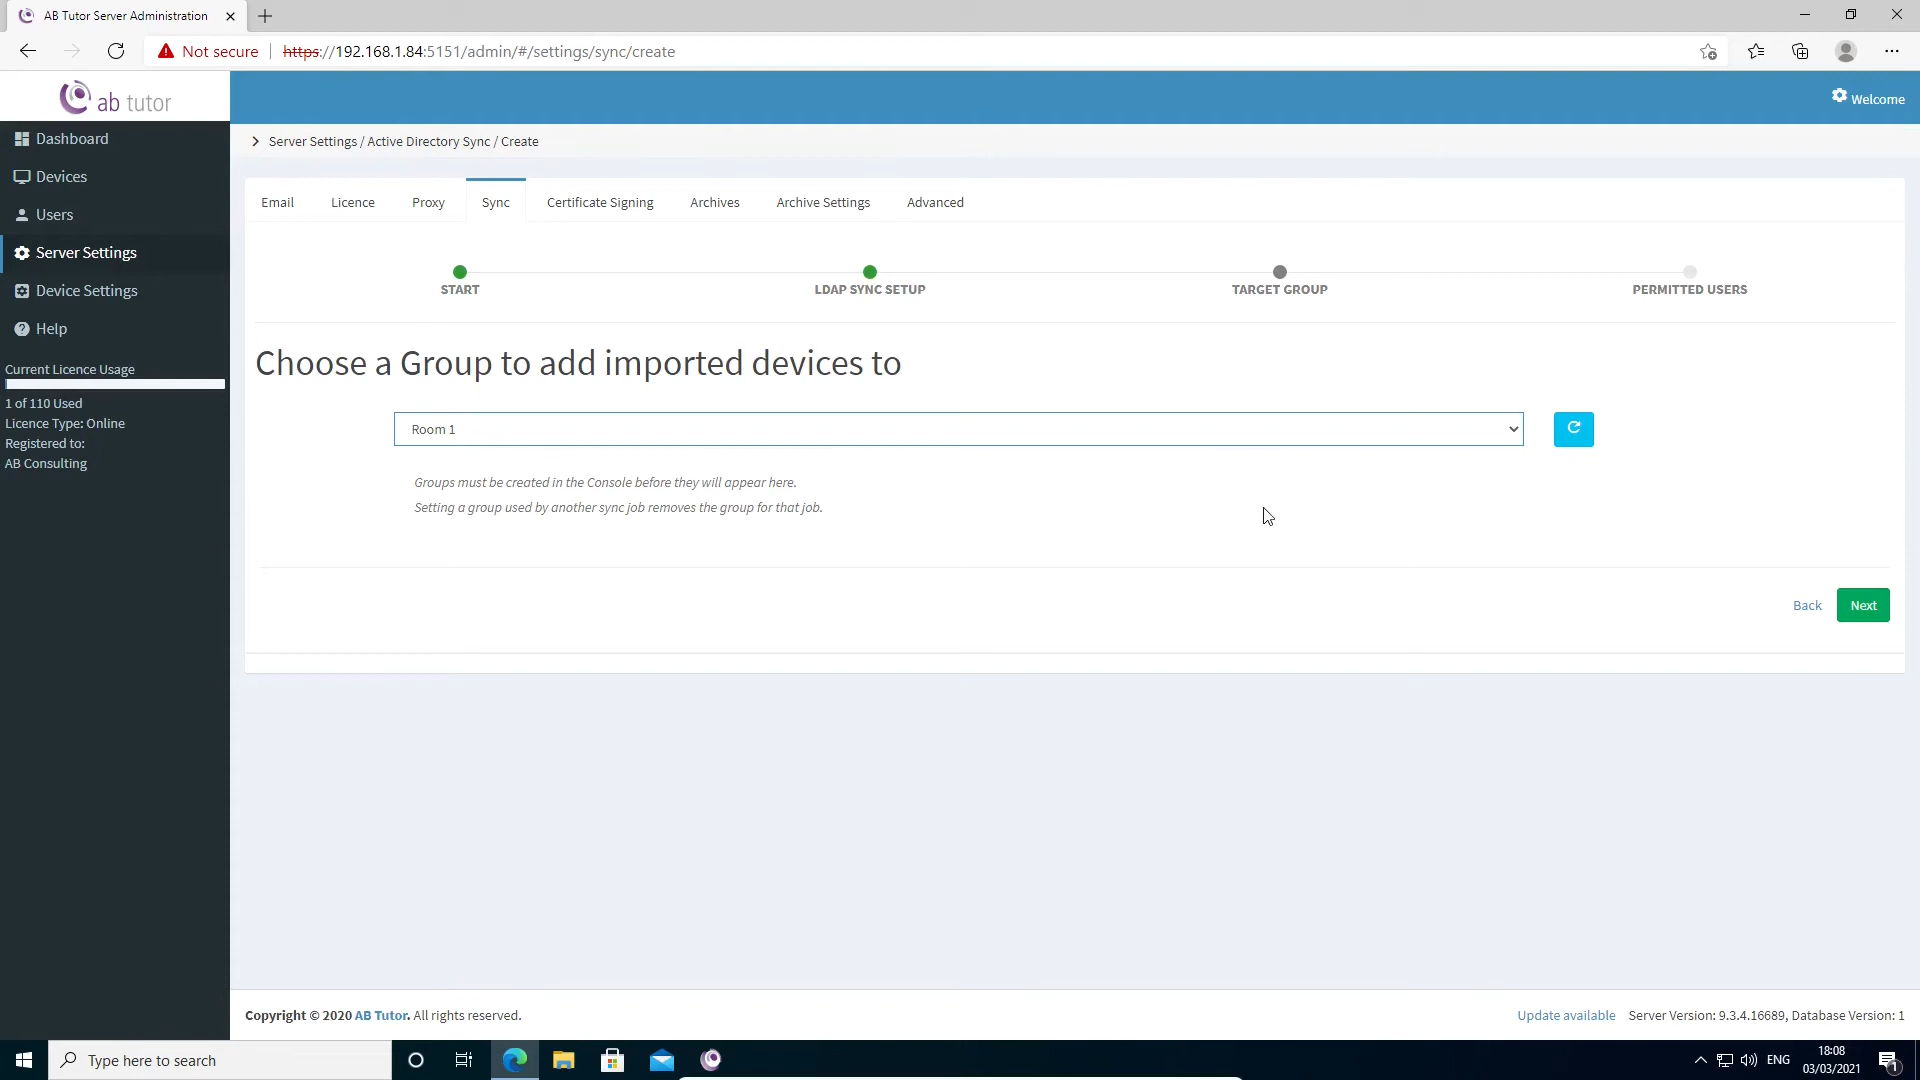 AB Tutor Server Administration
Not secure
https://192.168.1.84:5151/admin/#/settings/sync/create
ab tutor
Welcome
Dashboard
Devices
Users
Server Settings
Device Settings
Help
Current Licence Usage
1 of 110 Used
Licence Type: Online
Registered to:
AB Consulting
Server Settings / Active Directory Sync / Create
Email
Licence
Proxy
Sync
Certificate Signing
Archives
Archive Settings
Advanced
START
LDAP SYNC SETUP
TARGET GROUP
PERMITTED USERS
Choose a Group to add imported devices to
Room 1
Groups must be created in the Console before they will appear here.
Setting a group used by another sync job removes the group for that job.
Back
Next
Copyright © 2020 AB Tutor. All rights reserved.
Update available
Server Version: 9.3.4.16689, Database Version: 1
Type here to search
ENG
18:08
03/03/2021
1